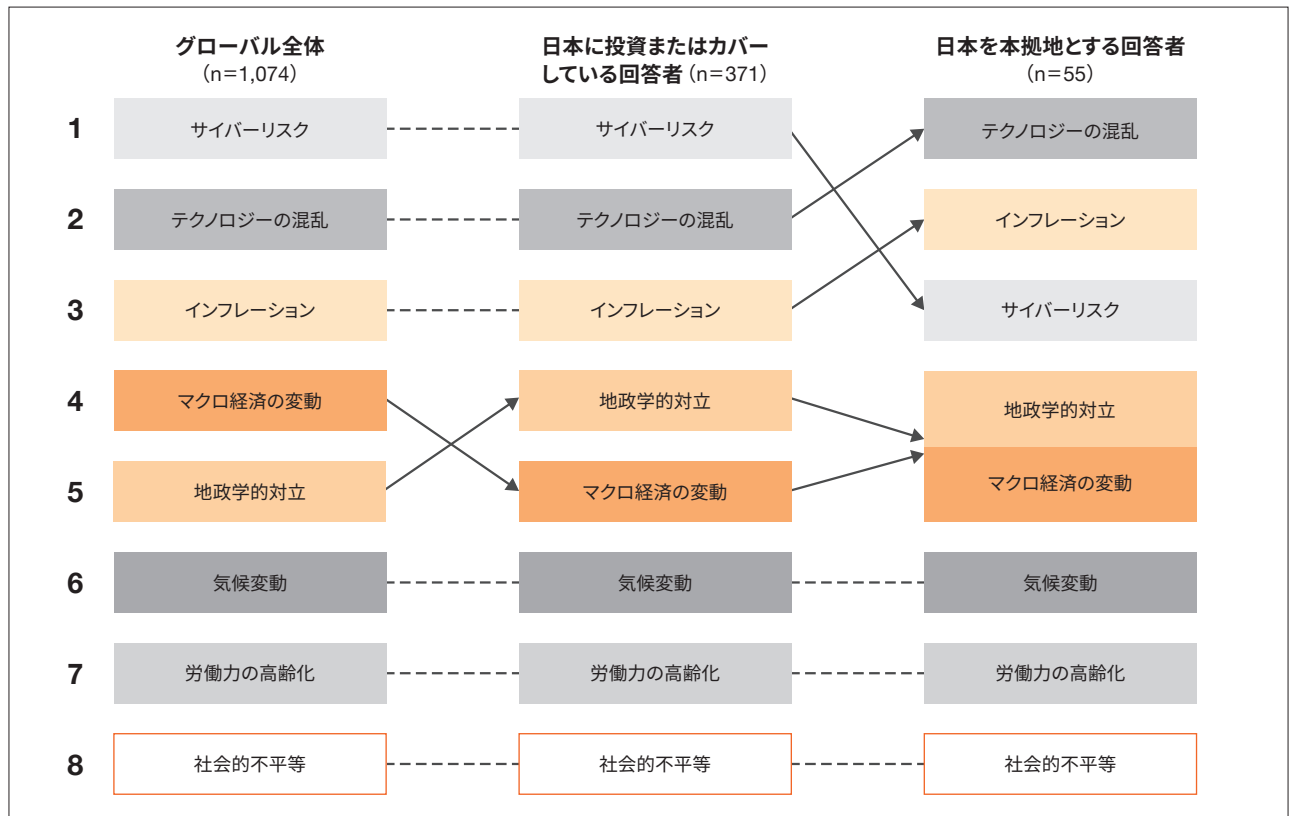 グローバル全体
(n=1,074)
日本に投資またはカバー
している回答者(n=371)
日本を本拠地とする回答者
(n=55)
1
サイバーリスク
サイバーリスク
テクノロジーの混乱
2
テクノロジーの混乱
テクノロジーの混乱
インフレーション
3
インフレーション
インフレーション
サイバーリスク
4
マクロ経済の変動
地政学的対立
地政学的対立
5
地政学的対立
マクロ経済の変動
マクロ経済の変動
6
気候変動
気候変動
気候変動
7
労働力の高齢化
労働力の高齢化
労働力の高齢化
8
社会的不平等
社会的不平等
社会的不平等